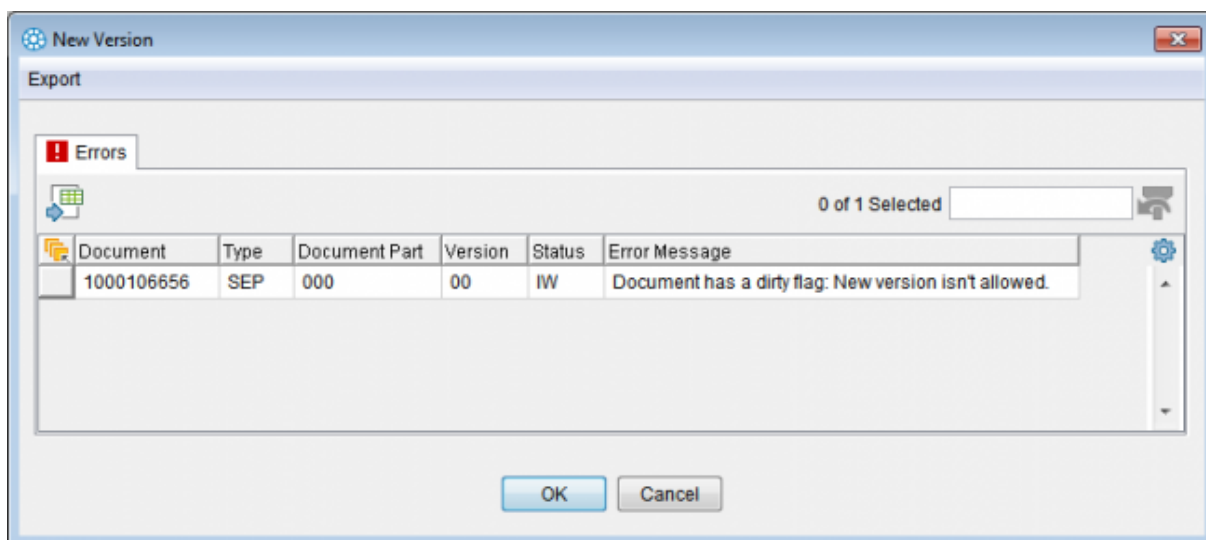 New Version
Export
Errors
0 of 1 Selected
Document Type Document Part Version Status Error Message
1000106656 SEP 000 00 IW Document has a dirty flag: New version isn't allowed.
OK Cancel